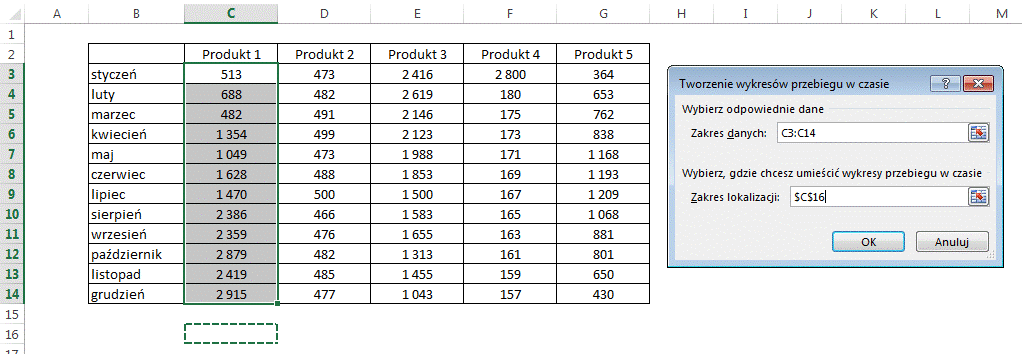 A B C D E F G H I J K L M
1
2 Produkt 1 Produkt 2 Produkt 3 Produkt 4 Produkt 5
3 styczeń 513 473 2 416 2 800 364
4 luty 688 482 2 619 180 653
5 marzec 482 491 2 146 175 762
6 kwiecień 1 354 499 2 123 173 838
7 maj 1 049 473 1 988 171 1 168
8 czerwiec 1 628 488 1 853 169 1 193
9 lipiec 1 470 500 1 500 167 1 209
10 sierpień 2 386 466 1 583 165 1 068
11 wrzesień 2 359 476 1 655 163 881
12 październik 2 879 482 1 313 161 801
13 listopad 2 419 485 1 455 159 650
14 grudzień 2 915 477 1 043 157 430
15
16
17
Tworzenie wykresów przebiegu w czasie ?
Wybierz odpowiednie dane
Zakres danych: C3:C14
Wybierz, gdzie chcesz umieścić wykresy przebiegu w czasie
Zakres lokalizacji: $C$16
OK Anuluj